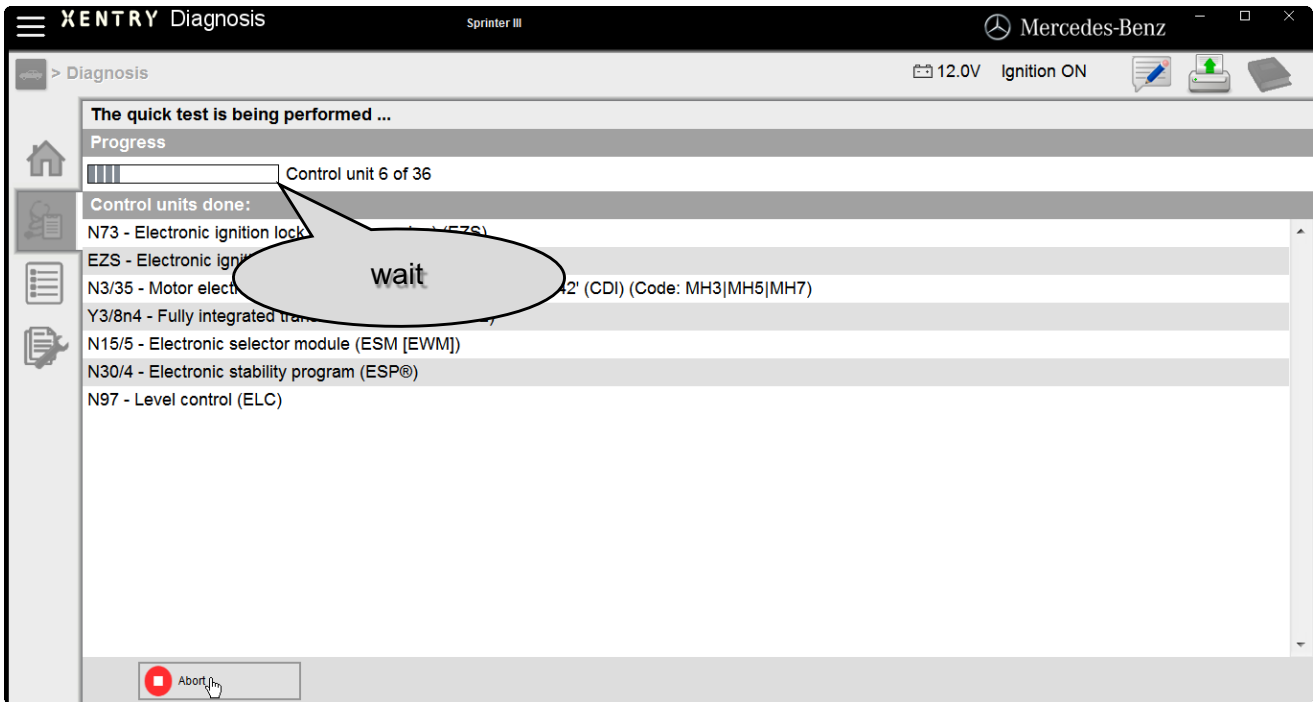 XENTRY Diagnosis
Sprinter III
Mercedes-Benz
> Diagnosis
12.0V Ignition ON
The quick test is being performed ...
Progress
Control unit 6 of 36
Control units done:
N73 - Electronic ignition lock (EZS)
EZS - Electronic
wait
N3/35 - Motor 42' (CDI) (Code: MH3|MH5|MH7)
Y3/8n4 - Fully integrated
N15/5 - Electronic selector module (ESM [EWM])
N30/4 - Electronic stability program (ESP®)
N97 - Level control (ELC)
Abort